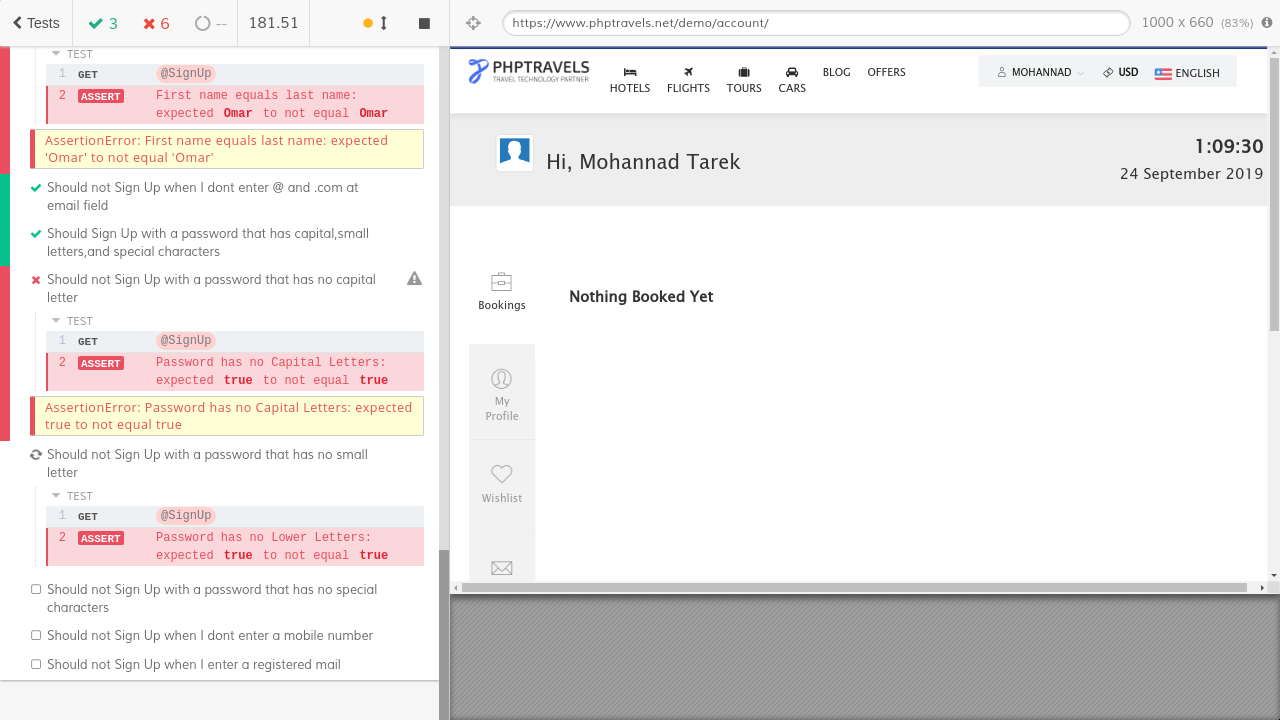 Tests
3
6
--
181.51
https://www.phptravels.net/demo/account/
1000 x 660 (83%)
TEST
1 GET @SignUp
2 ASSERT First name equals last name:
expected Omar to not equal Omar
AssertionError: First name equals last name: expected
'Omar' to not equal 'Omar'
Should not Sign Up when I dont enter @ and .com at
email field
Should Sign Up with a password that has capital,small
letters,and special characters
Should not Sign Up with a password that has no capital
letter
TEST
1 GET @SignUp
2 ASSERT Password has no Capital Letters:
expected true to not equal true
AssertionError: Password has no Capital Letters: expected
true to not equal true
Should not Sign Up with a password that has no small
letter
TEST
1 GET @SignUp
2 ASSERT Password has no Lower Letters:
expected true to not equal true
Should not Sign Up with a password that has no special
characters
Should not Sign Up when I dont enter a mobile number
Should not Sign Up when I enter a registered mail
PHPTRAVELS
TRAVEL TECHNOLOGY PARTNER
HOTELS
FLIGHTS
TOURS
CARS
BLOG
OFFERS
MOHANNAD
USD
ENGLISH
Hi, Mohannad Tarek
1:09:30
24 September 2019
Bookings
Nothing Booked Yet
My
Profile
Wishlist